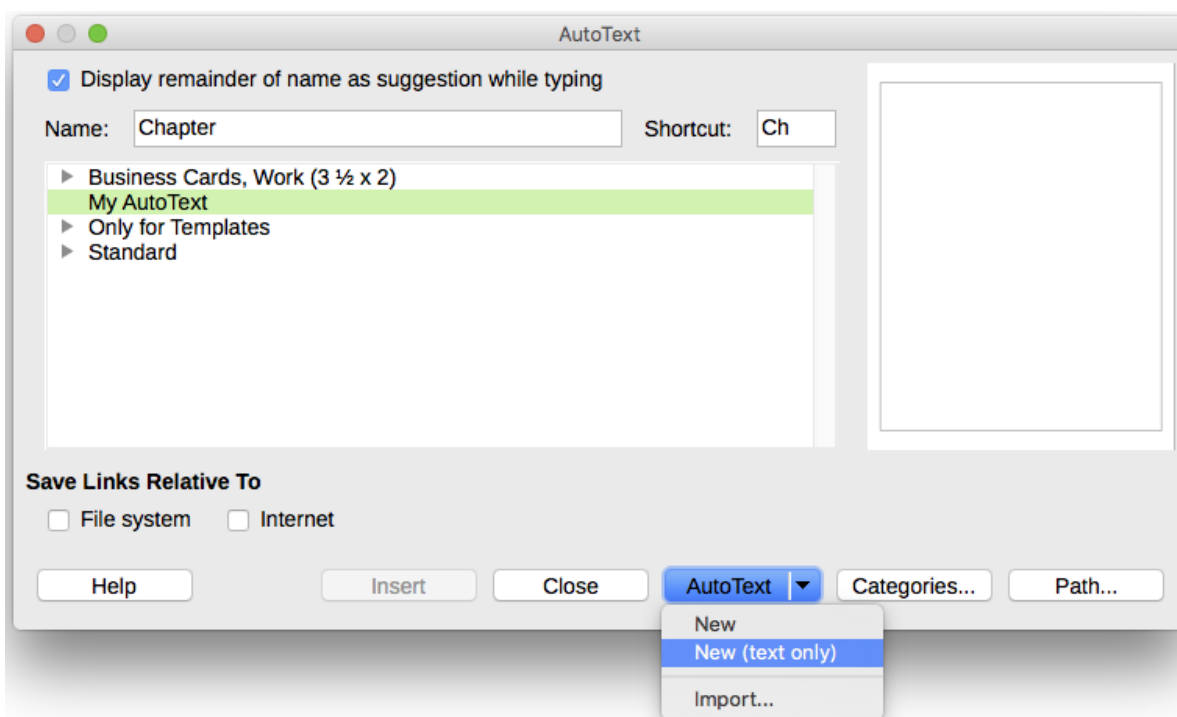 AutoText
Display remainder of name as suggestion while typing
Name: Chapter Shortcut: Ch
Business Cards, Work (3 ½ x 2)
My AutoText
Only for Templates
Standard
Save Links Relative To
File system Internet
Help Insert Close AutoText Categories... Path...
New
New (text only)
Import...